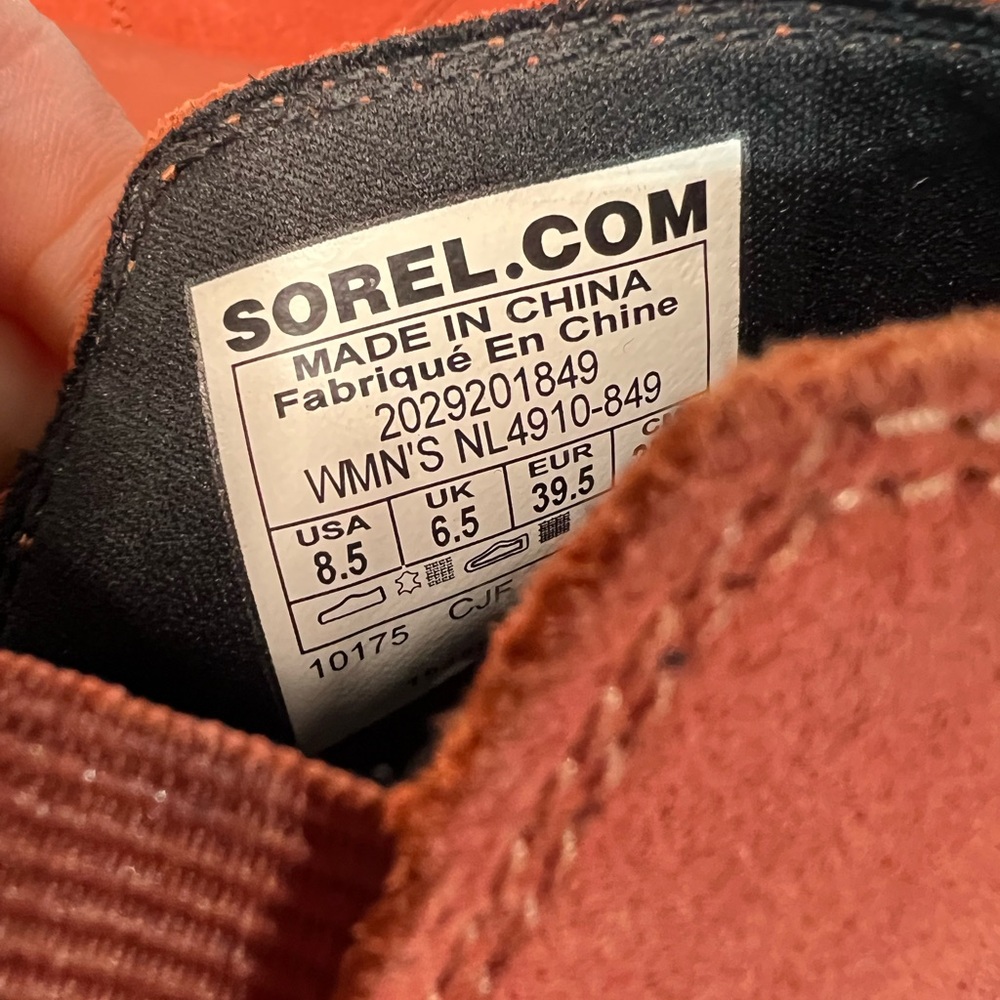 SOREL.COM
MADE IN CHINA
Fabriqué En Chine
2029201849
WMN'S NL4910-849
USA UK EUR
8.5 6.5 39.5
10175 CJF